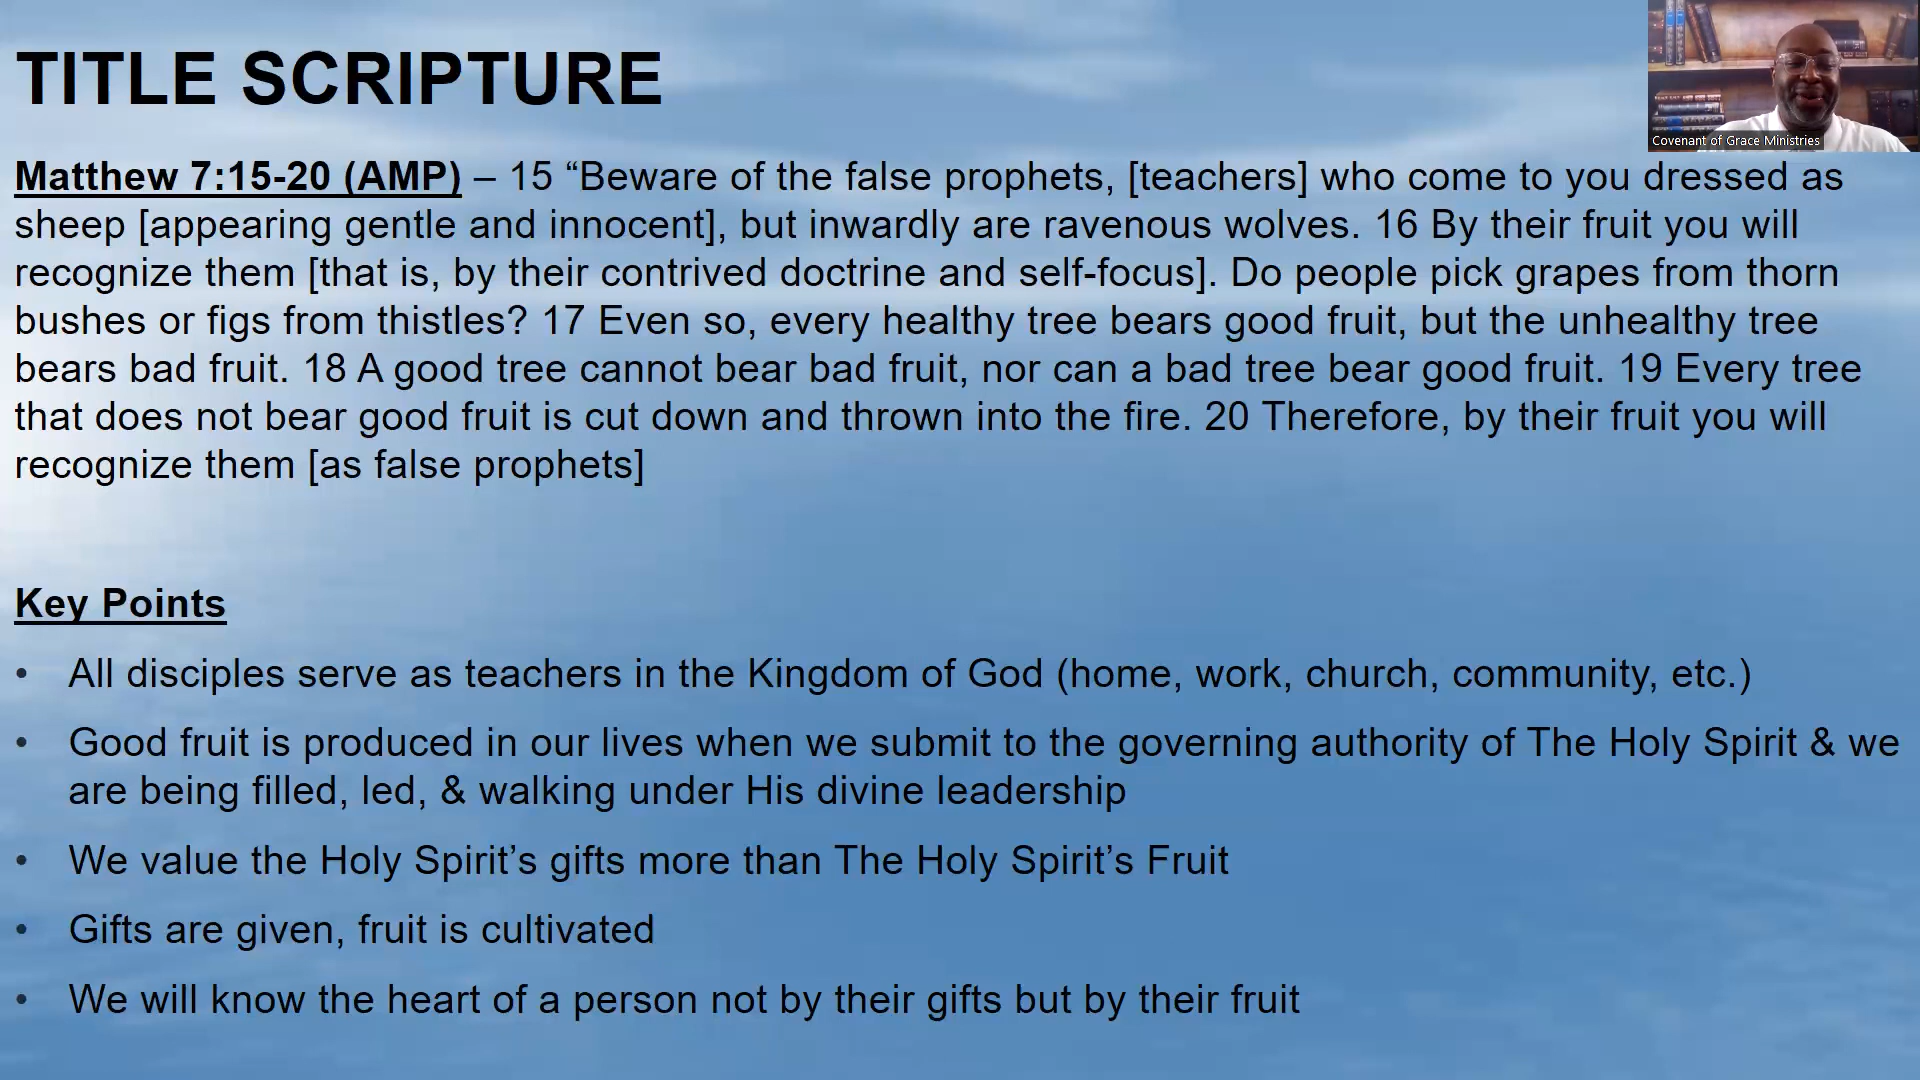 TITLE SCRIPTURE
Covenant of Grace Ministries
Matthew 7:15-20 (AMP) – 15 “Beware of the false prophets, [teachers] who come to you dressed as
sheep [appearing gentle and innocent], but inwardly are ravenous wolves. 16 By their fruit you will
recognize them [that is, by their contrived doctrine and self-focus]. Do people pick grapes from thorn
bushes or figs from thistles? 17 Even so, every healthy tree bears good fruit, but the unhealthy tree
bears bad fruit. 18 A good tree cannot bear bad fruit, nor can a bad tree bear good fruit. 19 Every tree
that does not bear good fruit is cut down and thrown into the fire. 20 Therefore, by their fruit you will
recognize them [as false prophets]
Key Points
• All disciples serve as teachers in the Kingdom of God (home, work, church, community, etc.)
• Good fruit is produced in our lives when we submit to the governing authority of The Holy Spirit & we
are being filled, led, & walking under His divine leadership
• We value the Holy Spirit’s gifts more than The Holy Spirit’s Fruit
• Gifts are given, fruit is cultivated
• We will know the heart of a person not by their gifts but by their fruit